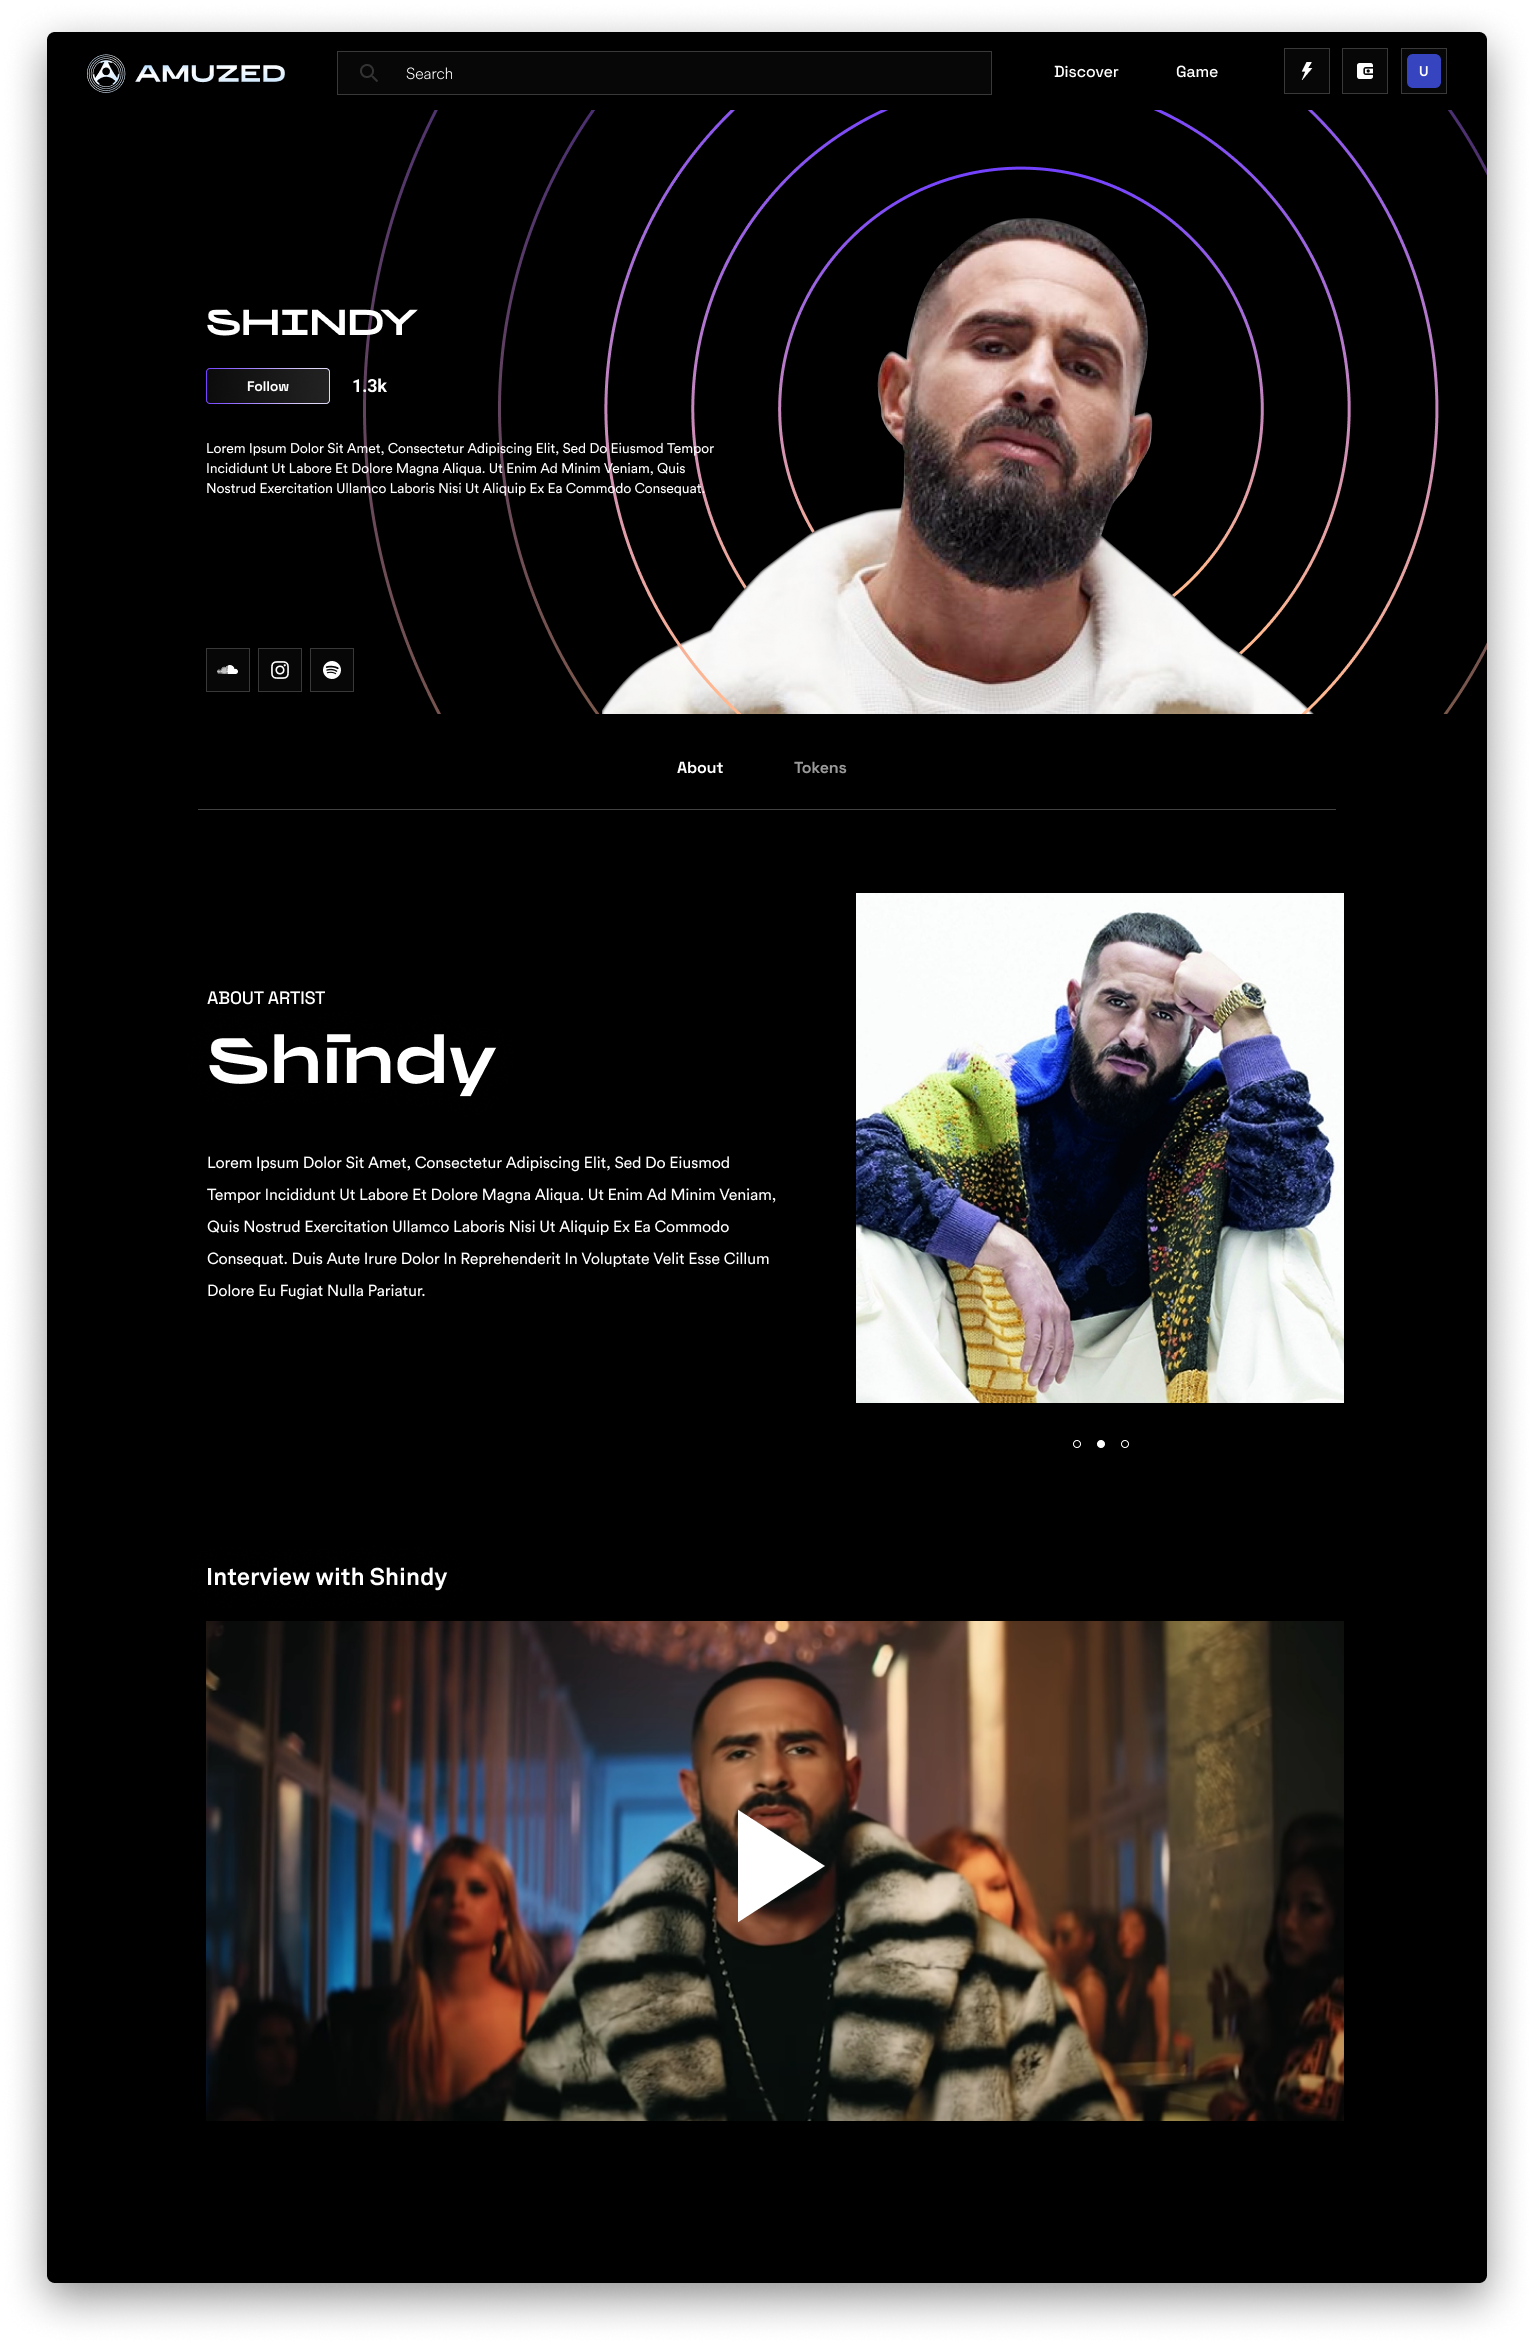 AMUZED
Search
Discover
Game
U
SHINDY
Follow
1.3k
Lorem Ipsum Dolor Sit Amet, Consectetur Adipiscing Elit, Sed Do Eiusmod Tempor
Incididunt Ut Labore Et Dolore Magna Aliqua. Ut Enim Ad Minim Veniam, Quis
Nostrud Exercitation Ullamco Laboris Nisi Ut Aliquip Ex Ea Commodo Consequat.
About
Tokens
ABOUT ARTIST
Shīndy
Lorem Ipsum Dolor Sit Amet, Consectetur Adipiscing Elit, Sed Do Eiusmod
Tempor Incididunt Ut Labore Et Dolore Magna Aliqua. Ut Enim Ad Minim Veniam,
Quis Nostrud Exercitation Ullamco Laboris Nisi Ut Aliquip Ex Ea Commodo
Consequat. Duis Aute Irure Dolor In Reprehenderit In Voluptate Velit Esse Cillum
Dolore Eu Fugiat Nulla Pariatur.
Interview with Shindy